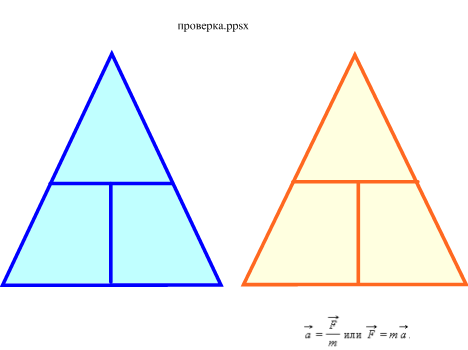 проверка.ppsx
a⃗ = F⃗/m или F⃗ = m a⃗.